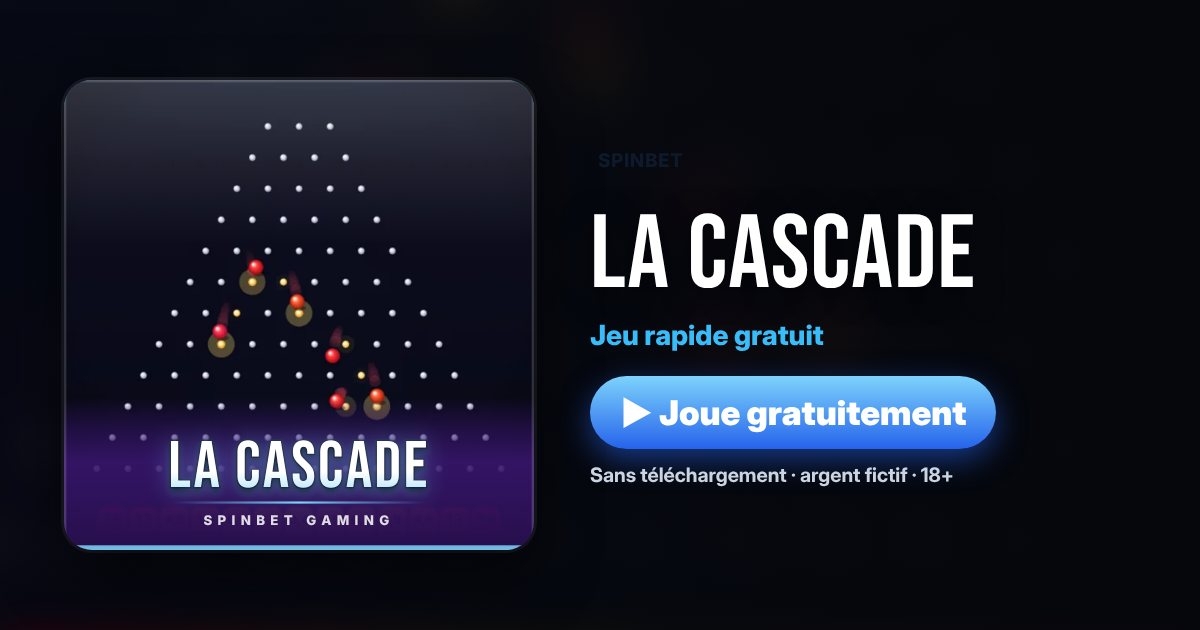 LA CASCADE
SPINBET GAMING
SPINBET
LA CASCADE
Jeu rapide gratuit
▶ Joue gratuitement
Sans téléchargement · argent fictif · 18+